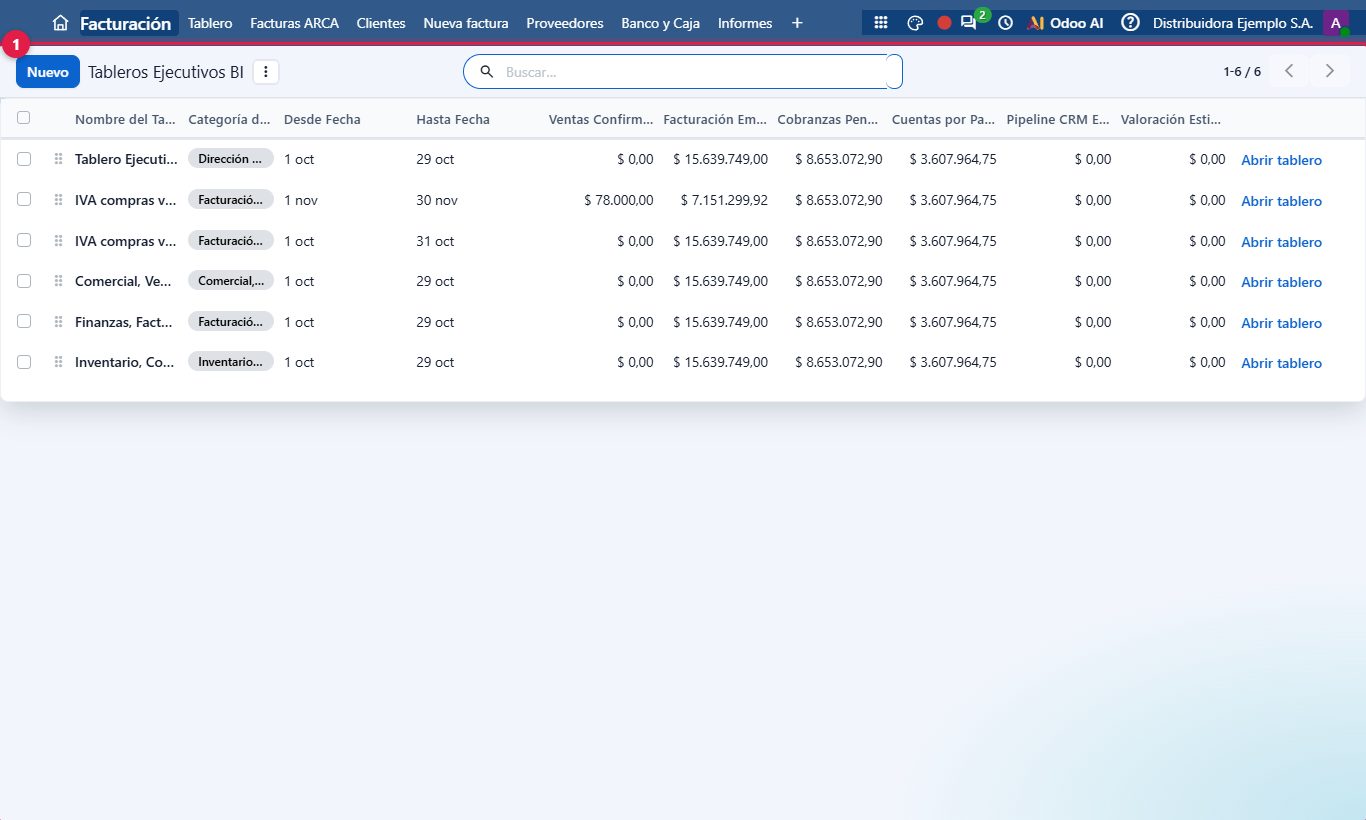 Facturación Tablero Facturas ARCA Clientes Nueva factura Proveedores Banco y Caja Informes + 2 Odoo AI ? Distribuidora Ejemplo S.A. A
1
Nuevo Tableros Ejecutivos BI Buscar... 1-6 / 6
Nombre del Ta... Categoría d... Desde Fecha Hasta Fecha Ventas Confirm... Facturación Em... Cobranzas Pen... Cuentas por Pa... Pipeline CRM E... Valoración Esti...
Tablero Ejecuti... Dirección ... 1 oct 29 oct $ 0,00 $ 15.639.749,00 $ 8.653.072,90 $ 3.607.964,75 $ 0,00 $ 0,00 Abrir tablero
IVA compras v... Facturació... 1 nov 30 nov $ 78.000,00 $ 7.151.299,92 $ 8.653.072,90 $ 3.607.964,75 $ 0,00 $ 0,00 Abrir tablero
IVA compras v... Facturació... 1 oct 31 oct $ 0,00 $ 15.639.749,00 $ 8.653.072,90 $ 3.607.964,75 $ 0,00 $ 0,00 Abrir tablero
Comercial, Ve... Comercial,... 1 oct 29 oct $ 0,00 $ 15.639.749,00 $ 8.653.072,90 $ 3.607.964,75 $ 0,00 $ 0,00 Abrir tablero
Finanzas, Fact... Facturació... 1 oct 29 oct $ 0,00 $ 15.639.749,00 $ 8.653.072,90 $ 3.607.964,75 $ 0,00 $ 0,00 Abrir tablero
Inventario, Co... Inventario... 1 oct 29 oct $ 0,00 $ 15.639.749,00 $ 8.653.072,90 $ 3.607.964,75 $ 0,00 $ 0,00 Abrir tablero